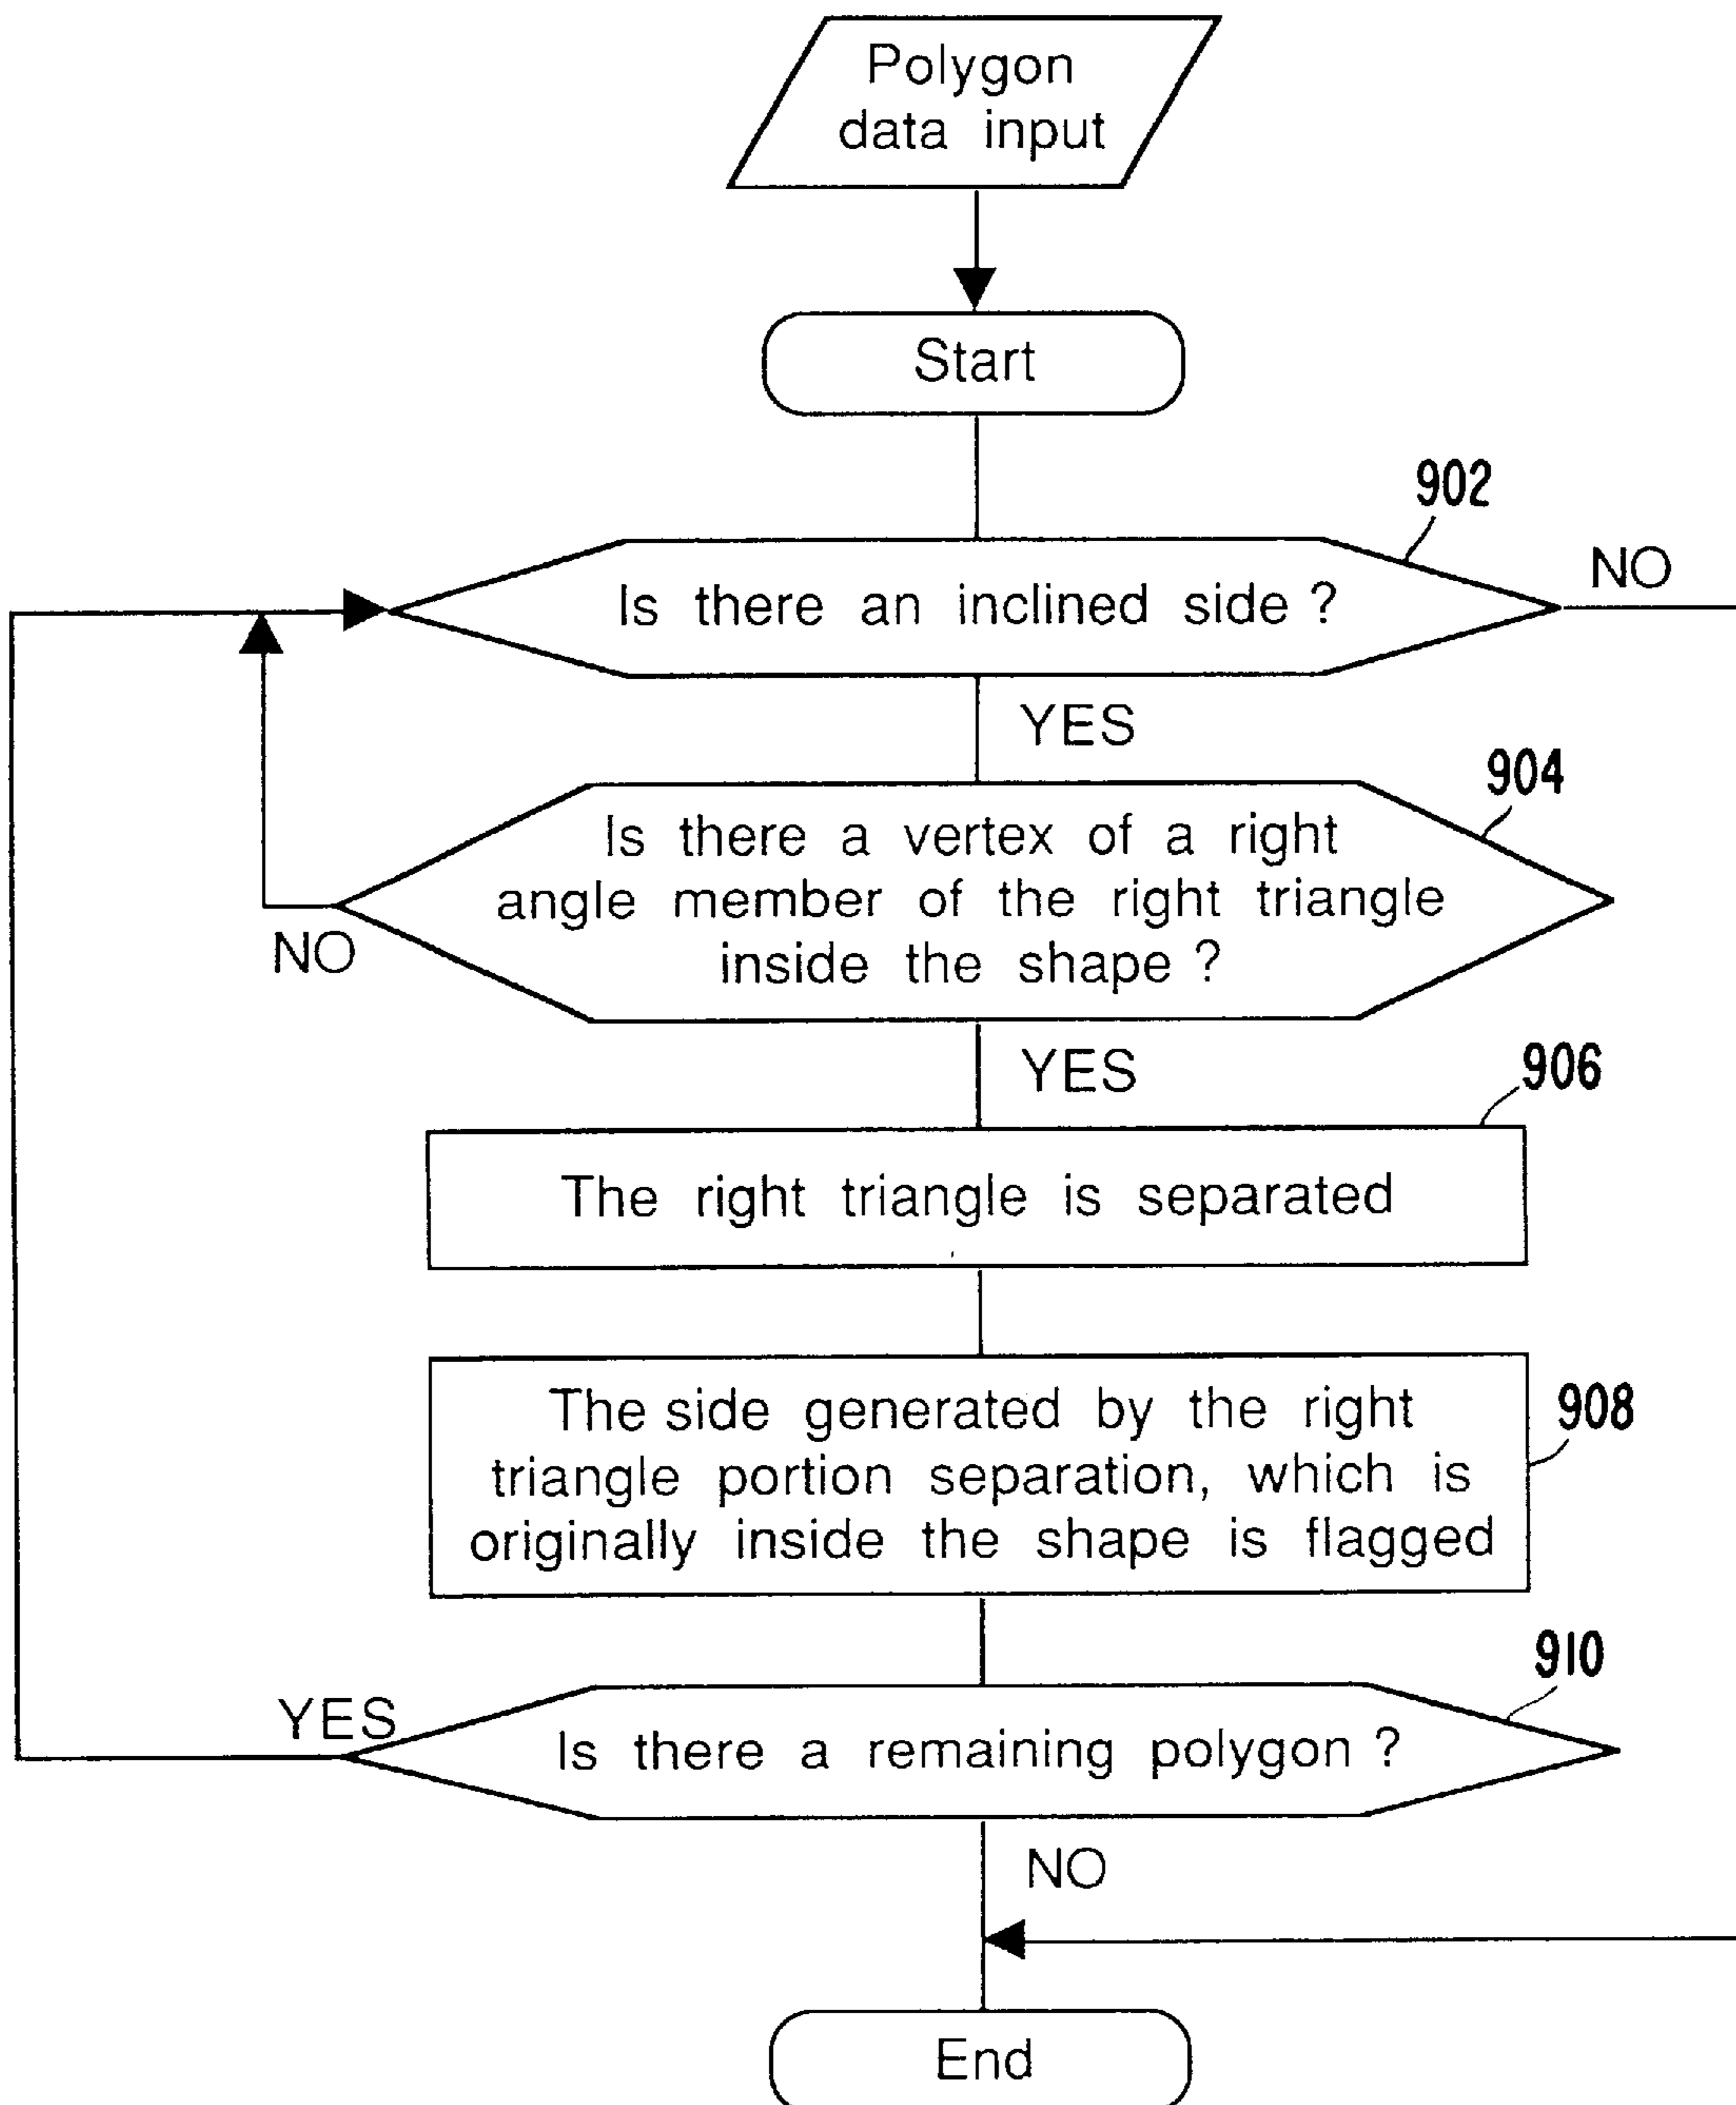 Polygon
data input
Start
902
NO
Is there an inclined side ?
YES
904
Is there a vertex of a right
angle member of the right triangle
inside the shape ?
NO
YES
906
The right triangle is separated
The side generated by the right
triangle portion separation, which is
originally inside the shape is flagged
908
910
YES
Is there a remaining polygon ?
NO
End